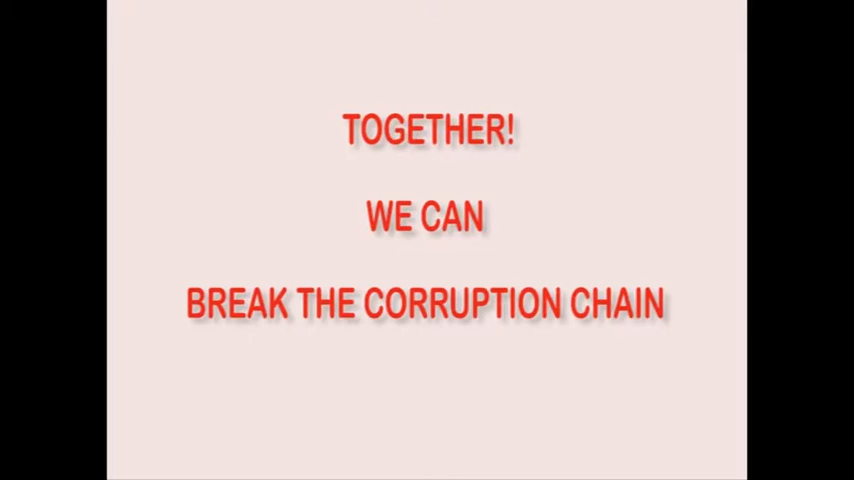 TOGETHER!
WE CAN
BREAK THE CORRUPTION CHAIN